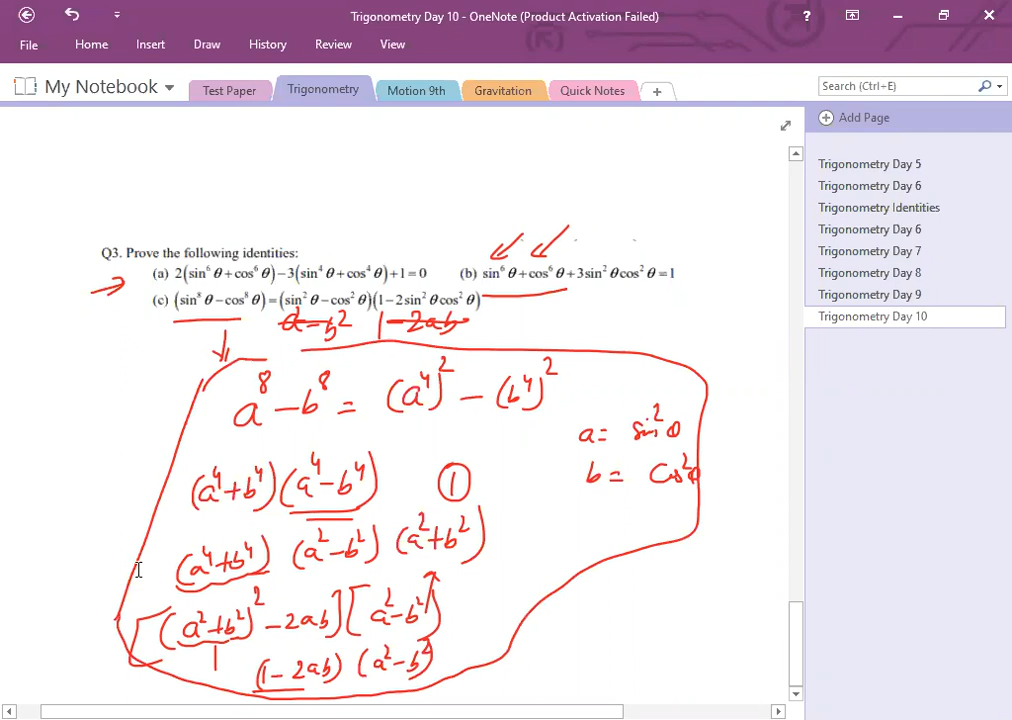 Trigonometry Day 10 - OneNote (Product Activation Failed)
File Home Insert Draw History Review View
My Notebook Test Paper Trigonometry Motion 9th Gravitation Quick Notes Search (Ctrl+E)
Add Page
Trigonometry Day 5
Trigonometry Day 6
Trigonometry Identities
Trigonometry Day 6
Trigonometry Day 7
Trigonometry Day 8
Trigonometry Day 9
Trigonometry Day 10
Q3. Prove the following identities:
(a) 2(sin⁶ θ + cos⁶ θ) − 3(sin⁴ θ + cos⁴ θ) + 1 = 0 (b) sin⁶ θ + cos⁶ θ + 3sin² θ cos² θ = 1
(c) (sin⁸ θ − cos⁸ θ) = (sin² θ − cos² θ)(1 − 2sin² θ cos² θ)
a² − b² 1 − 2ab
a⁸ − b⁸ = (a⁴)² − (b⁴)²
a = sin²θ
b = cos²θ
(a⁴ + b⁴)(a⁴ − b⁴) 1
(a⁴ + b⁴) (a² − b²) (a² + b²)
[(a² + b²)² − 2ab] [a² − b²]
1
(1 − 2ab) (a² − b²)